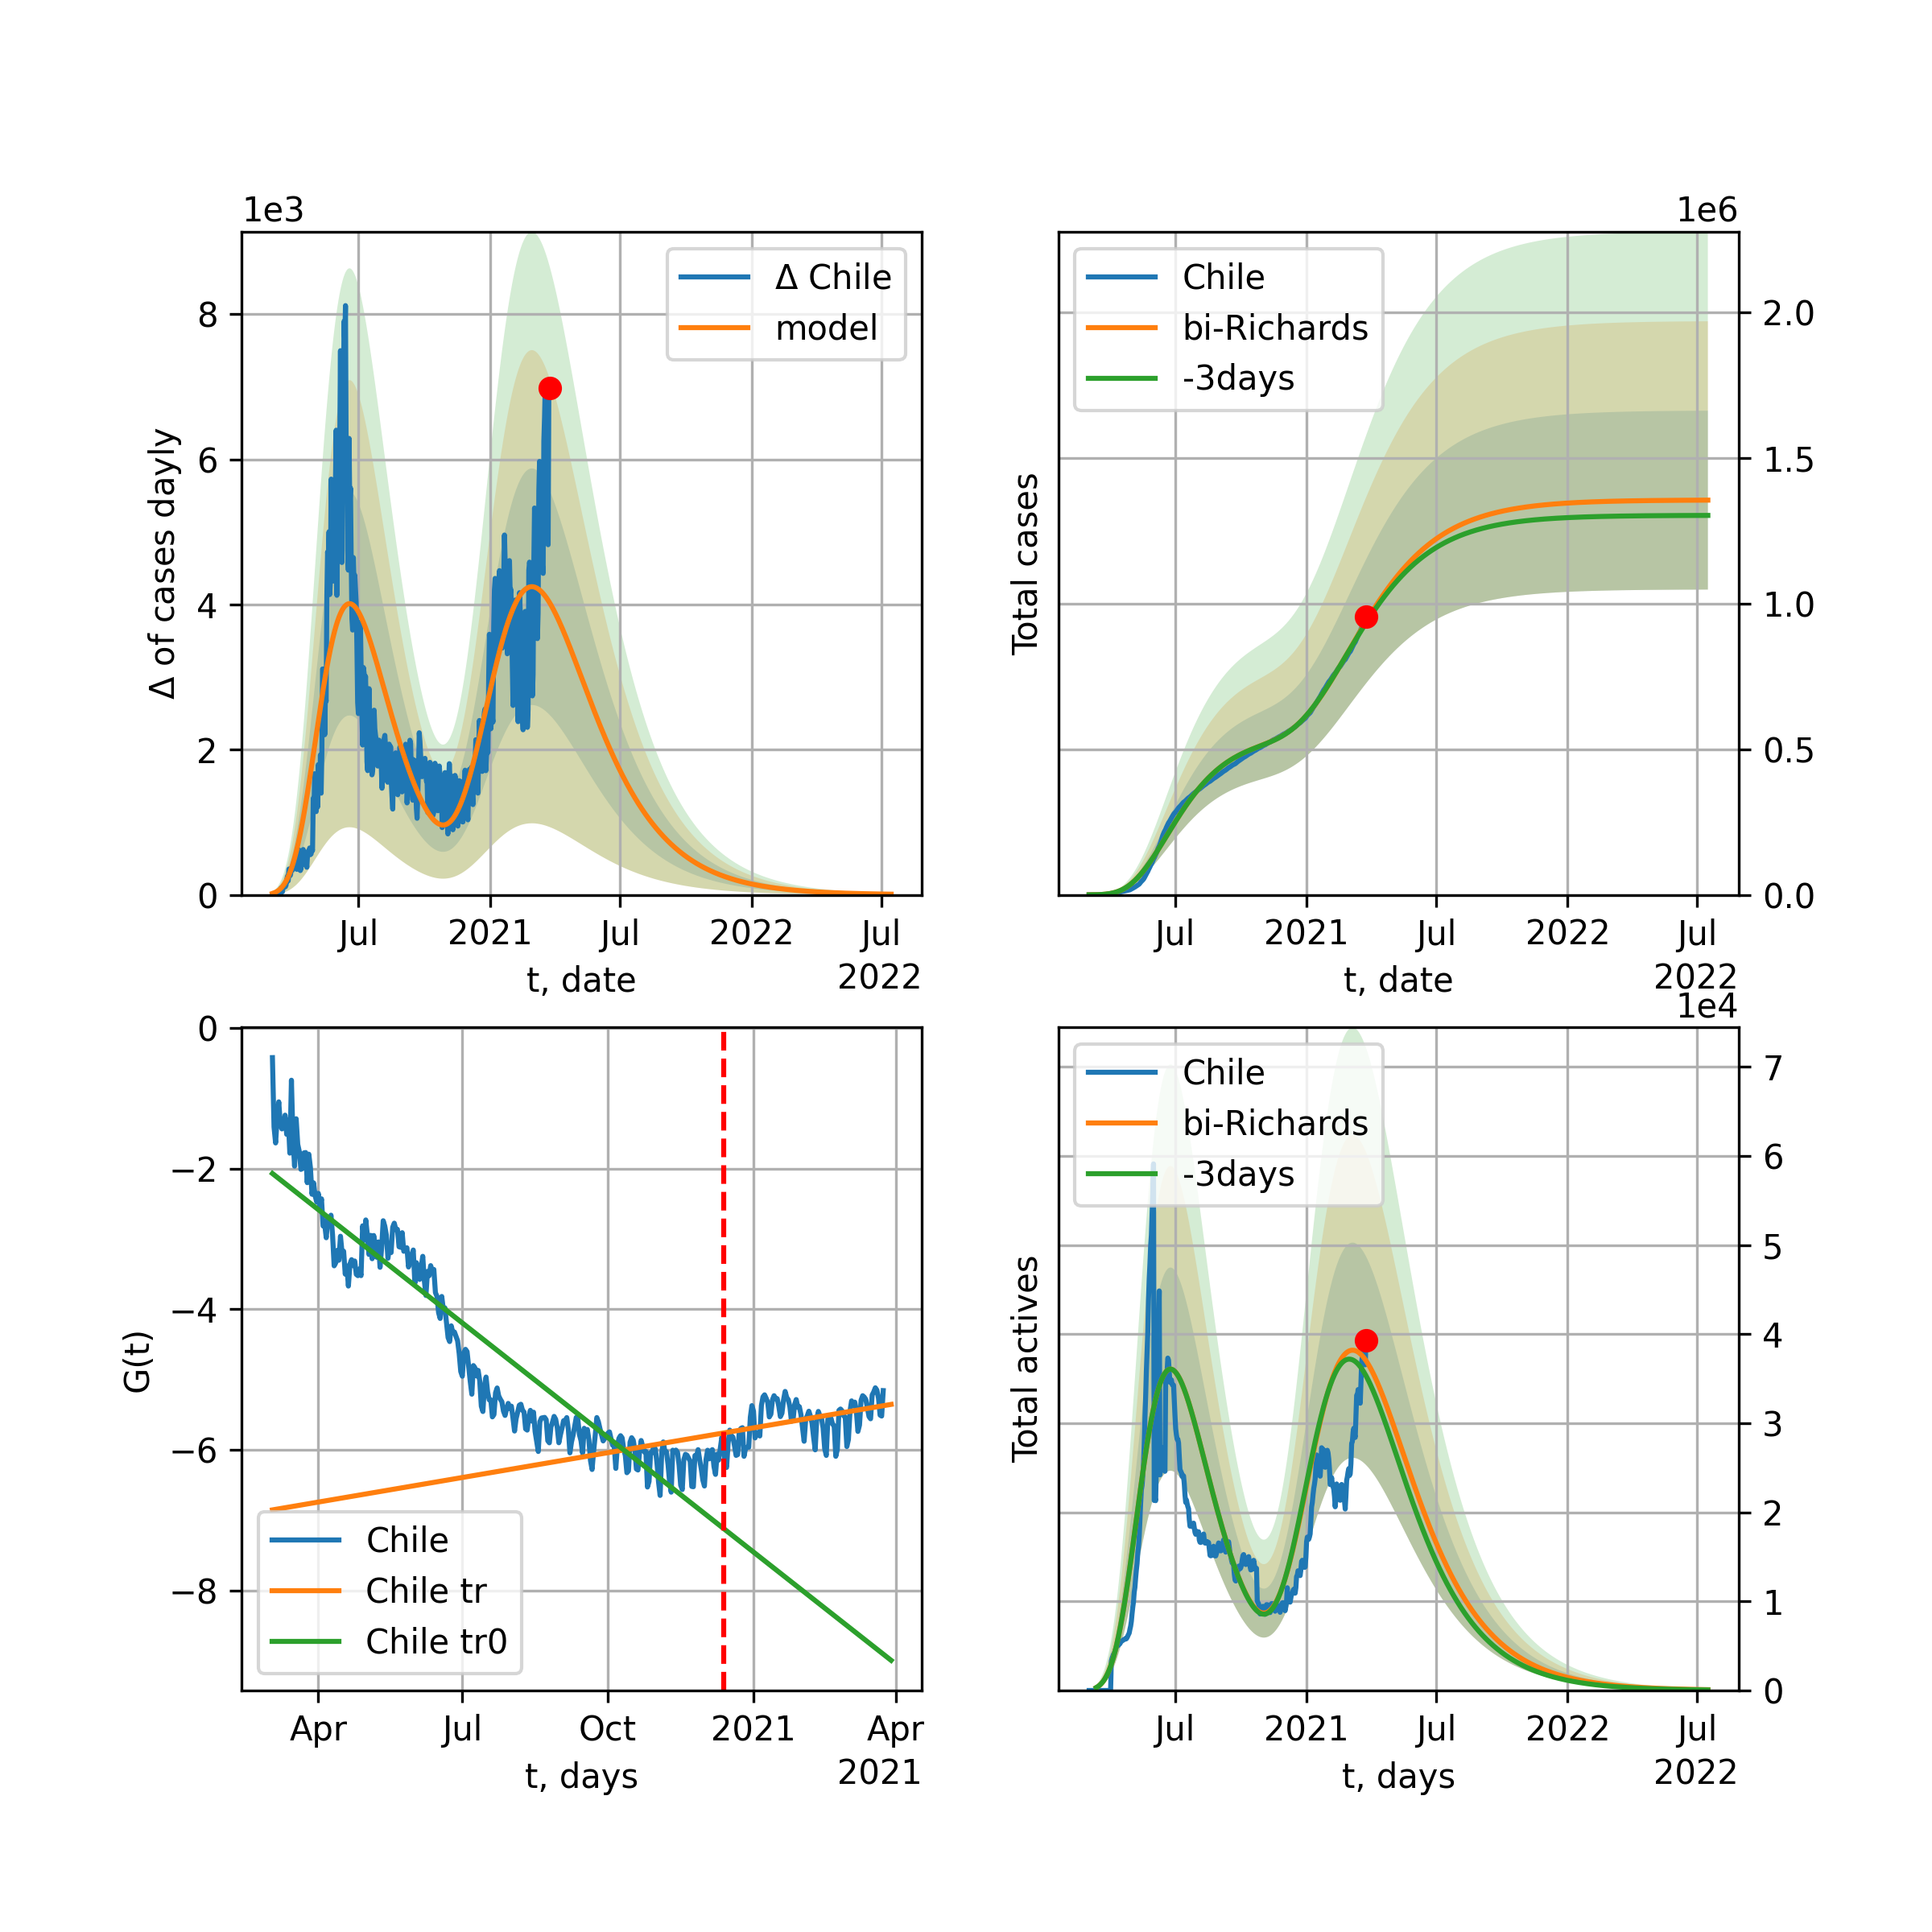 1e3
Δ of cases dayly
8
6
4
2
0
Δ Chile
model
Jul
2021
Jul
2022
Jul
t, date
2022
1e6
Total cases
Chile
bi-Richards
-3days
2.0
1.5
1.0
0.5
0.0
Jul
2021
Jul
2022
Jul
t, date
2022
G(t)
0
−2
−4
−6
−8
Chile
Chile tr
Chile tr0
Apr
Jul
Oct
2021
Apr
t, days
2021
1e4
Total actives
Chile
bi-Richards
-3days
7
6
5
4
3
2
1
0
Jul
2021
Jul
2022
Jul
t, days
2022